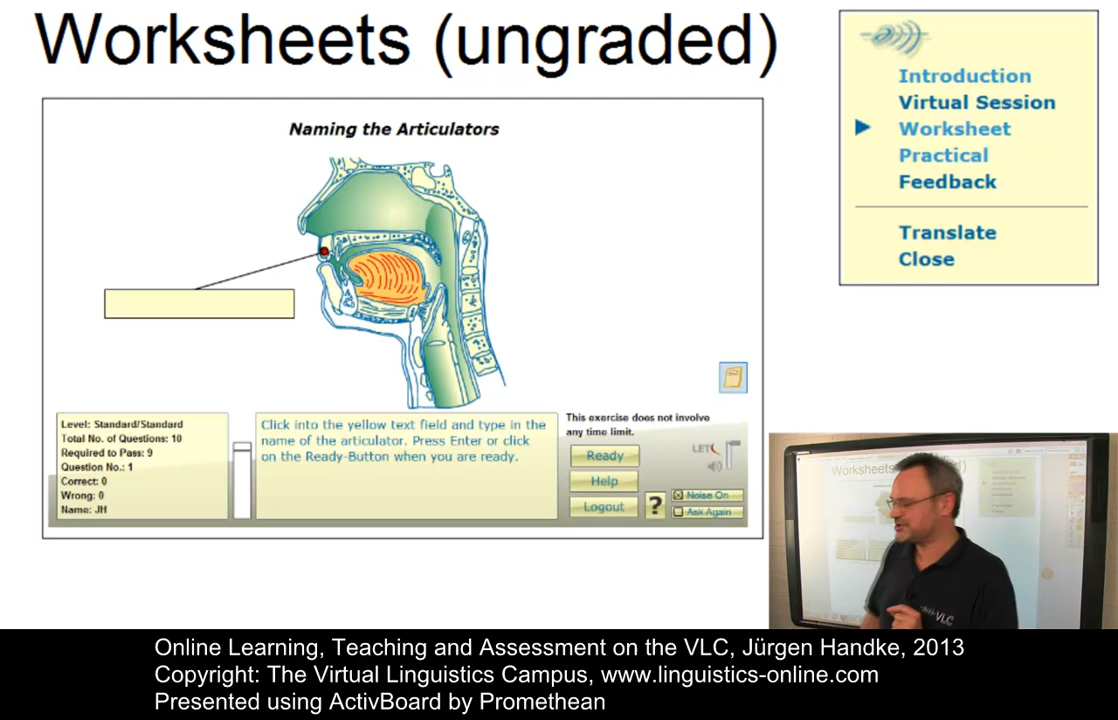 Worksheets (ungraded)
Naming the Articulators
Level: Standard/Standard
Total No. of Questions: 10
Required to Pass: 9
Question No.: 1
Correct: 0
Wrong: 0
Name: JH
Click into the yellow text field and type in the
name of the articulator. Press Enter or click
on the Ready-Button when you are ready.
This exercise does not involve
any time limit.
Ready
Help
Logout
?
LET
Noise On
Ask Again
Introduction
Virtual Session
Worksheet
Practical
Feedback
Translate
Close
Worksheets
VLC
Online Learning, Teaching and Assessment on the VLC, Jürgen Handke, 2013
Copyright: The Virtual Linguistics Campus, www.linguistics-online.com
Presented using ActivBoard by Promethean